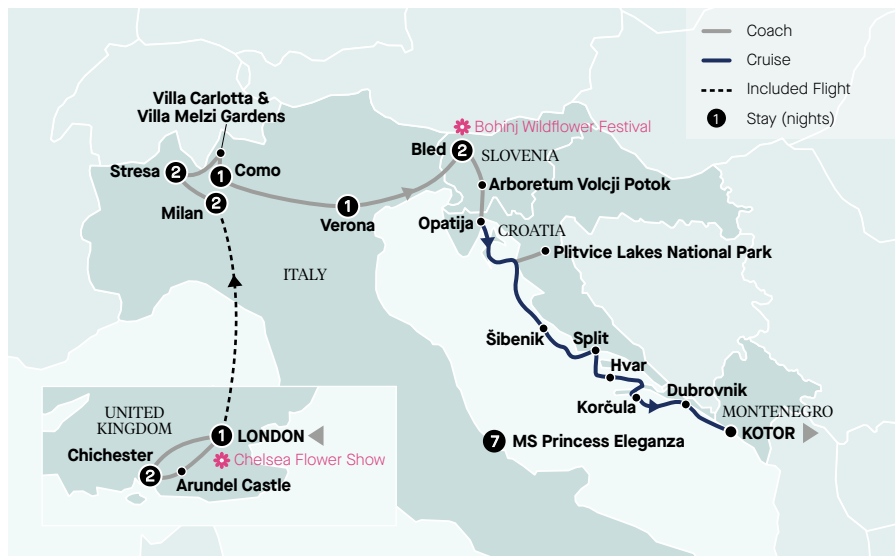 Coach
Cruise
Included Flight
1 Stay (nights)
Villa Carlotta &
Villa Melzi Gardens
Bohinj Wildflower Festival
Bled 2
SLOVENIA
Stresa 2
1 Como
Arboretum Volcji Potok
Milan 2
1
Verona
Opatija
CROATIA
Plitvice Lakes National Park
ITALY
Šibenik
Split
Hvar
Korčula
Dubrovnik
MONTENEGRO
KOTOR
7 MS Princess Eleganza
UNITED
KINGDOM
1 LONDON
Chelsea Flower Show
Chichester
2
Arundel Castle